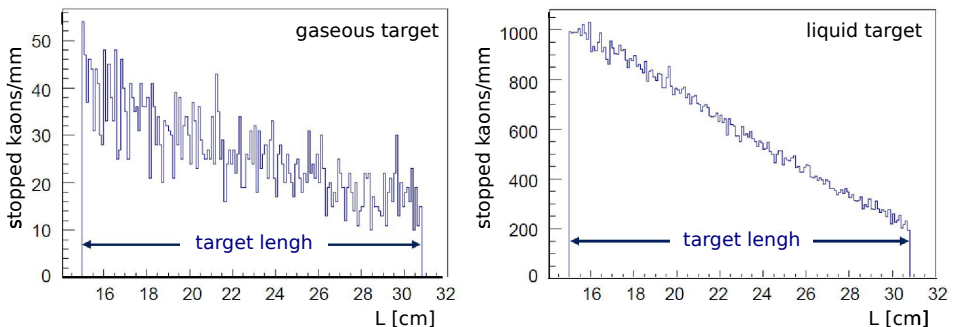 gaseous target
stopped kaons/mm
50
40
30
20
10
0
target lengh
16 18 20 22 24 26 28 30 32
L [cm]
liquid target
stopped kaons/mm
1000
800
600
400
200
0
target lengh
16 18 20 22 24 26 28 30 32
L [cm]